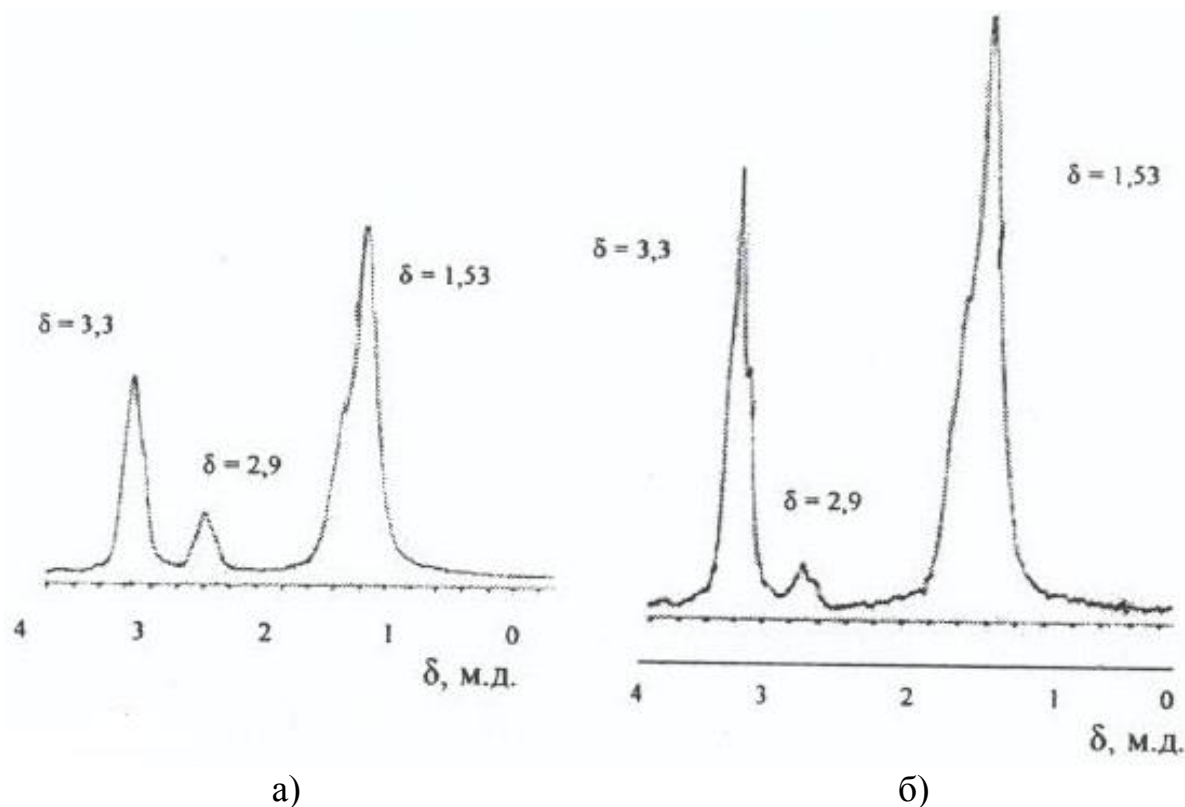 δ = 3,3
δ = 2,9
δ = 1,53
4 3 2 1 0
δ, м.д.
а)
δ = 3,3
δ = 2,9
δ = 1,53
4 3 2 1 0
δ, м.д.
б)